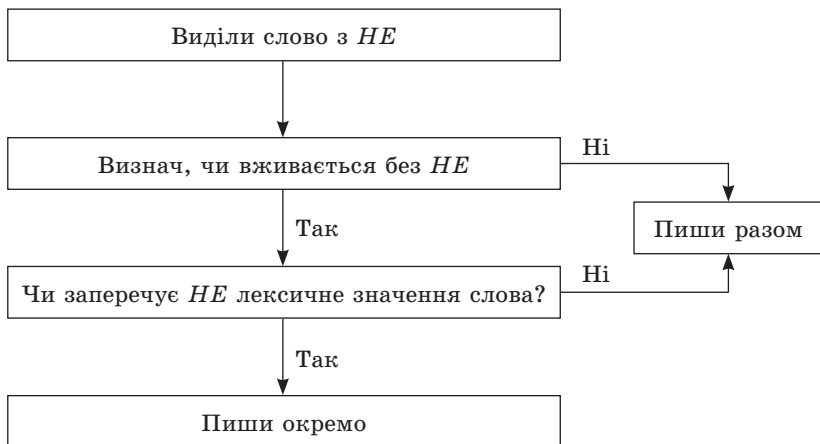 Виділи слово з НЕ
Визнач, чи вживається без НЕ
Ні
Так
Пиши разом
Чи заперечує НЕ лексичне значення слова?
Ні
Так
Пиши окремо